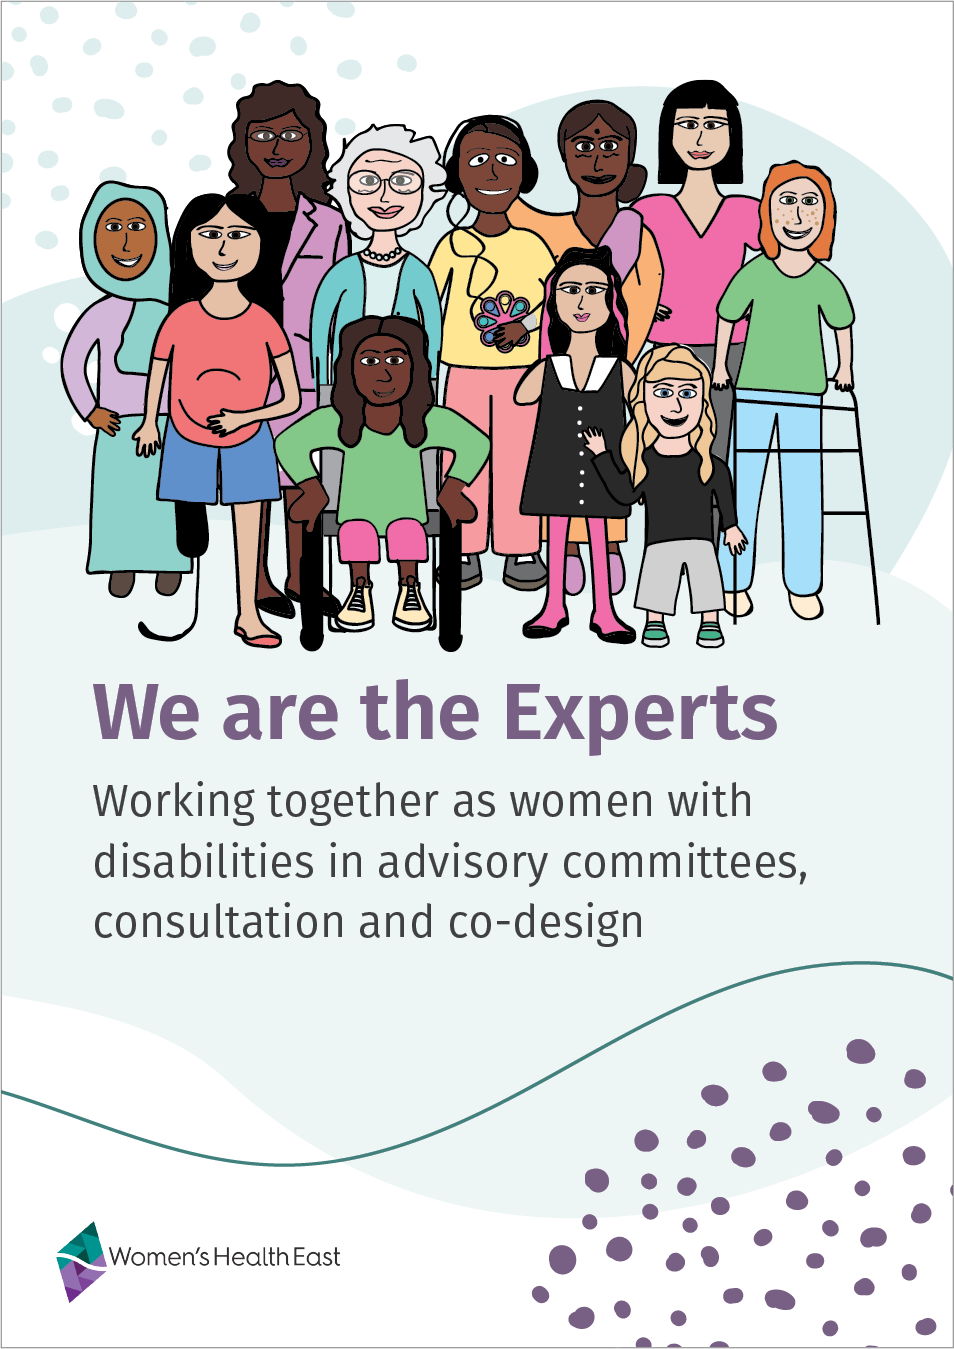 We are the Experts
Working together as women with
disabilities in advisory committees,
consultation and co-design
Women's Health East